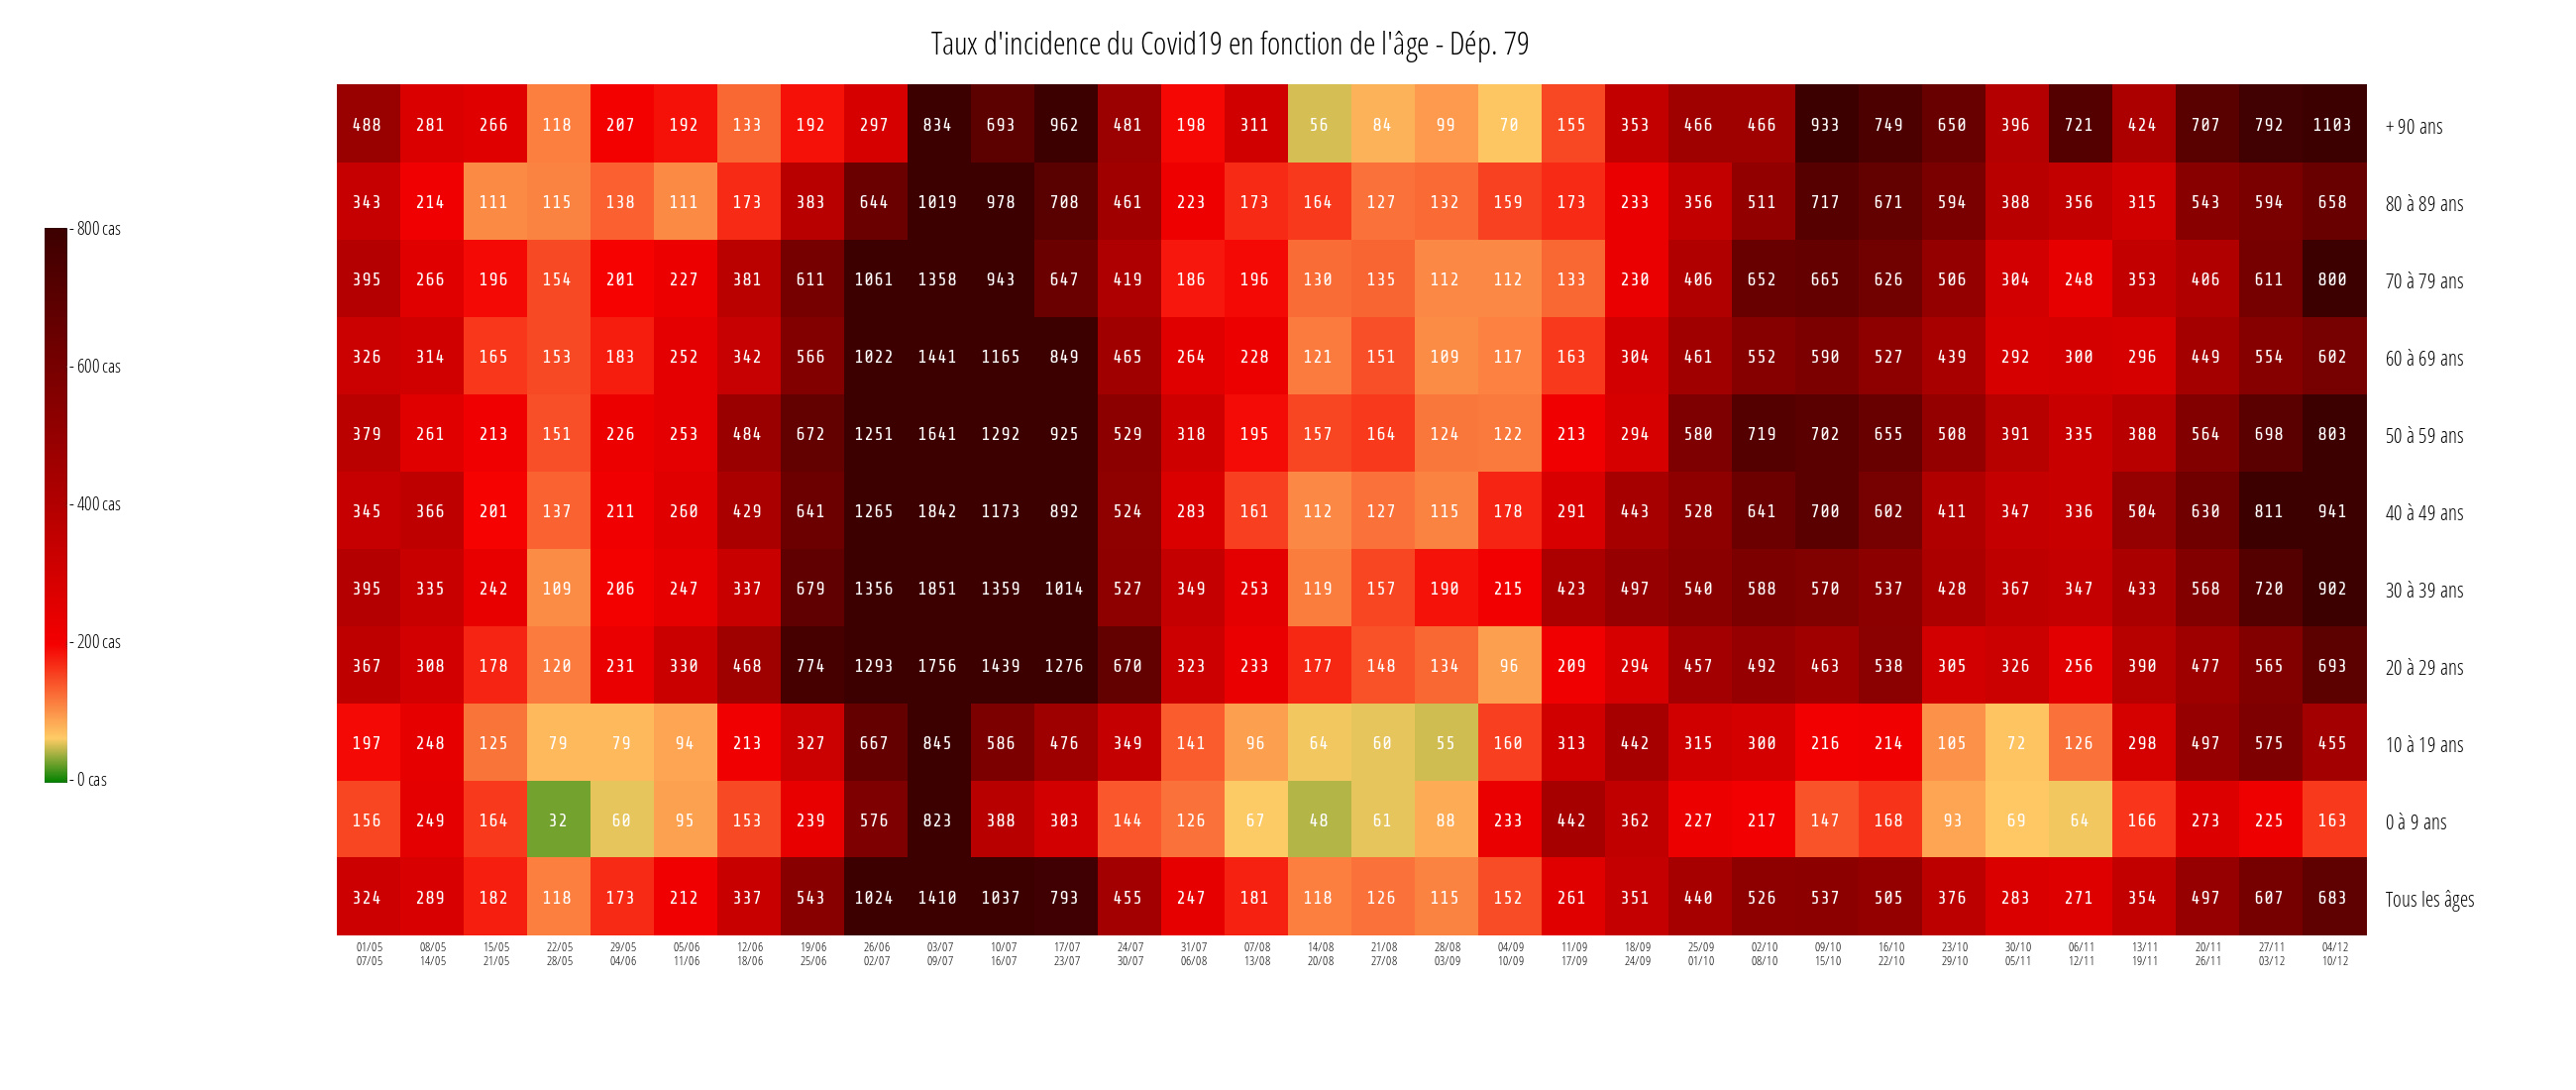 Taux d'incidence du Covid19 en fonction de l'âge - Dép. 79
- 800 cas
- 600 cas
- 400 cas
- 200 cas
- 0 cas
488 281 266 118 207 192 133 192 297 834 693 962 481 198 311 56 84 99 70 155 353 466 466 933 749 650 396 721 424 707 792 1103 + 90 ans
343 214 111 115 138 111 173 383 644 1019 978 708 461 223 173 164 127 132 159 173 233 356 511 717 671 594 388 356 315 543 594 658 80 à 89 ans
395 266 196 154 201 227 381 611 1061 1358 943 647 419 186 196 130 135 112 112 133 230 406 652 665 626 506 304 248 353 406 611 800 70 à 79 ans
326 314 165 153 183 252 342 566 1022 1441 1165 849 465 264 228 121 151 109 117 163 304 461 552 590 527 439 292 300 296 449 554 602 60 à 69 ans
379 261 213 151 226 253 484 672 1251 1641 1292 925 529 318 195 157 164 124 122 213 294 580 719 702 655 508 391 335 388 564 698 803 50 à 59 ans
345 366 201 137 211 260 429 641 1265 1842 1173 892 524 283 161 112 127 115 178 291 443 528 641 700 602 411 347 336 504 630 811 941 40 à 49 ans
395 335 242 109 206 247 337 679 1356 1851 1359 1014 527 349 253 119 157 190 215 423 497 540 588 570 537 428 367 347 433 568 720 902 30 à 39 ans
367 308 178 120 231 330 468 774 1293 1756 1439 1276 670 323 233 177 148 134 96 209 294 457 492 463 538 305 326 256 390 477 565 693 20 à 29 ans
197 248 125 79 79 94 213 327 667 845 586 476 349 141 96 64 60 55 160 313 442 315 300 216 214 105 72 126 298 497 575 455 10 à 19 ans
156 249 164 32 60 95 153 239 576 823 388 303 144 126 67 48 61 88 233 442 362 227 217 147 168 93 69 64 166 273 225 163 0 à 9 ans
324 289 182 118 173 212 337 543 1024 1410 1037 793 455 247 181 118 126 115 152 261 351 440 526 537 505 376 283 271 354 497 607 683 Tous les âges
01/05 08/05 15/05 22/05 29/05 05/06 12/06 19/06 26/06 03/07 10/07 17/07 24/07 31/07 07/08 14/08 21/08 28/08 04/09 11/09 18/09 25/09 02/10 09/10 16/10 23/10 30/10 06/11 13/11 20/11 27/11 04/12
07/05 14/05 21/05 28/05 04/06 11/06 18/06 25/06 02/07 09/07 16/07 23/07 30/07 06/08 13/08 20/08 27/08 03/09 10/09 17/09 24/09 01/10 08/10 15/10 22/10 29/10 05/11 12/11 19/11 26/11 03/12 10/12